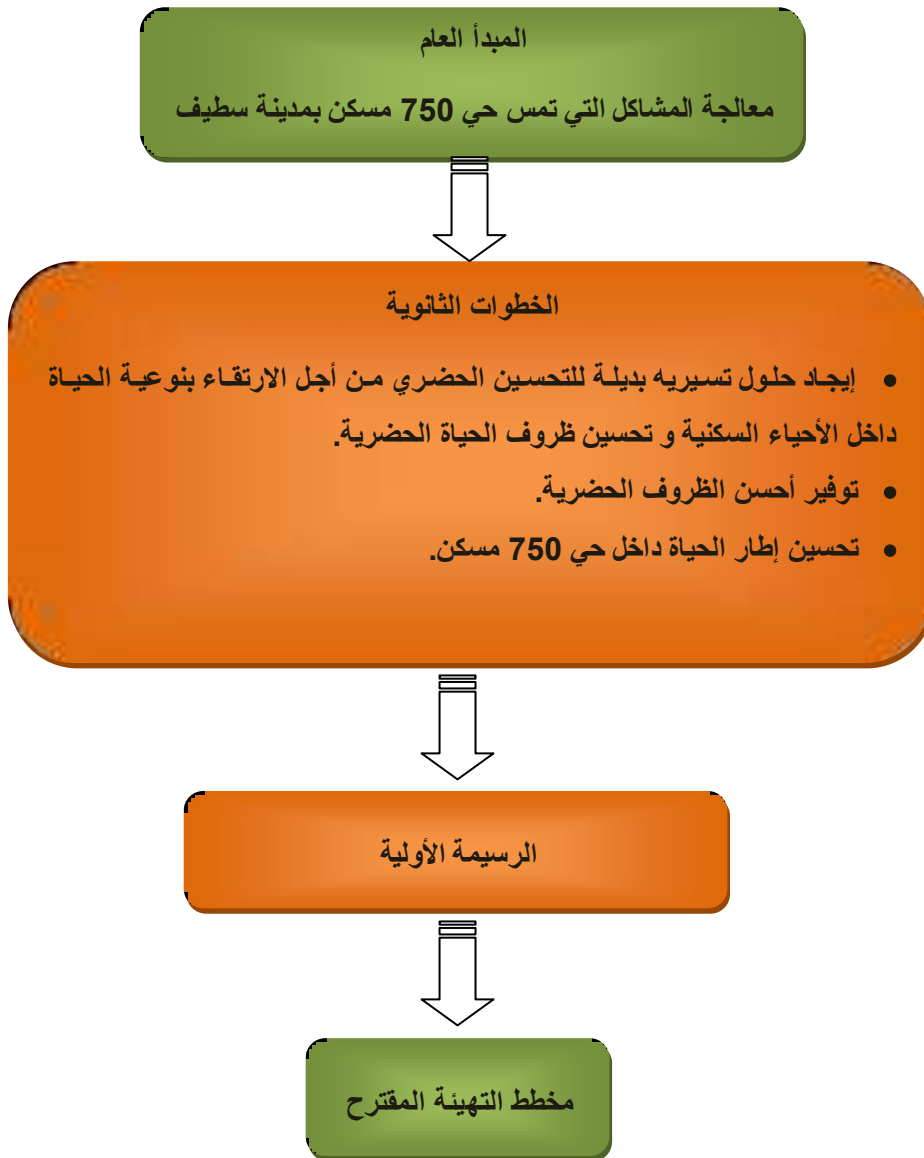 المبدأ العام
معالجة المشاكل التي تمس حي 750 مسكن بمدينة سطيف
الخطوات الثانوية
• إيجاد حلول تسيريه بديلة للتحسين الحضري من أجل الارتقاء بنوعية الحياة
داخل الأحياء السكنية و تحسين ظروف الحياة الحضرية.
• توفير أحسن الظروف الحضرية.
• تحسين إطار الحياة داخل حي 750 مسكن.
الرسيمة الأولية
مخطط التهيئة المقترح